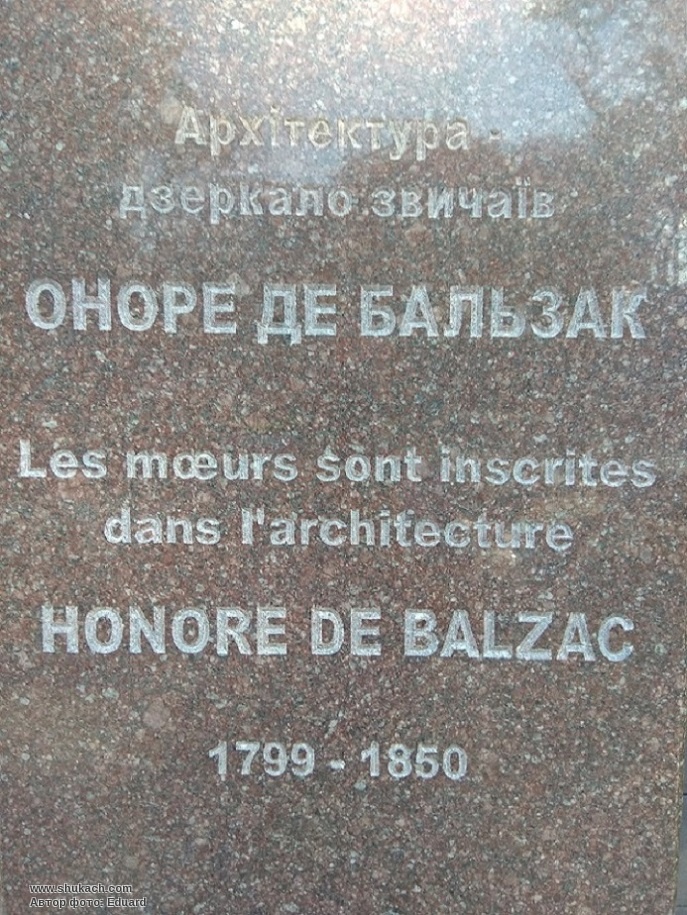 Архітектура -
дзеркало звичаїв
ОНОРЕ ДЕ БАЛЬЗАК
Les mœurs sont inscrites
dans l'architecture
HONORE DE BALZAC
1799 - 1850
www.shukach.com
Автор фото: Eduard